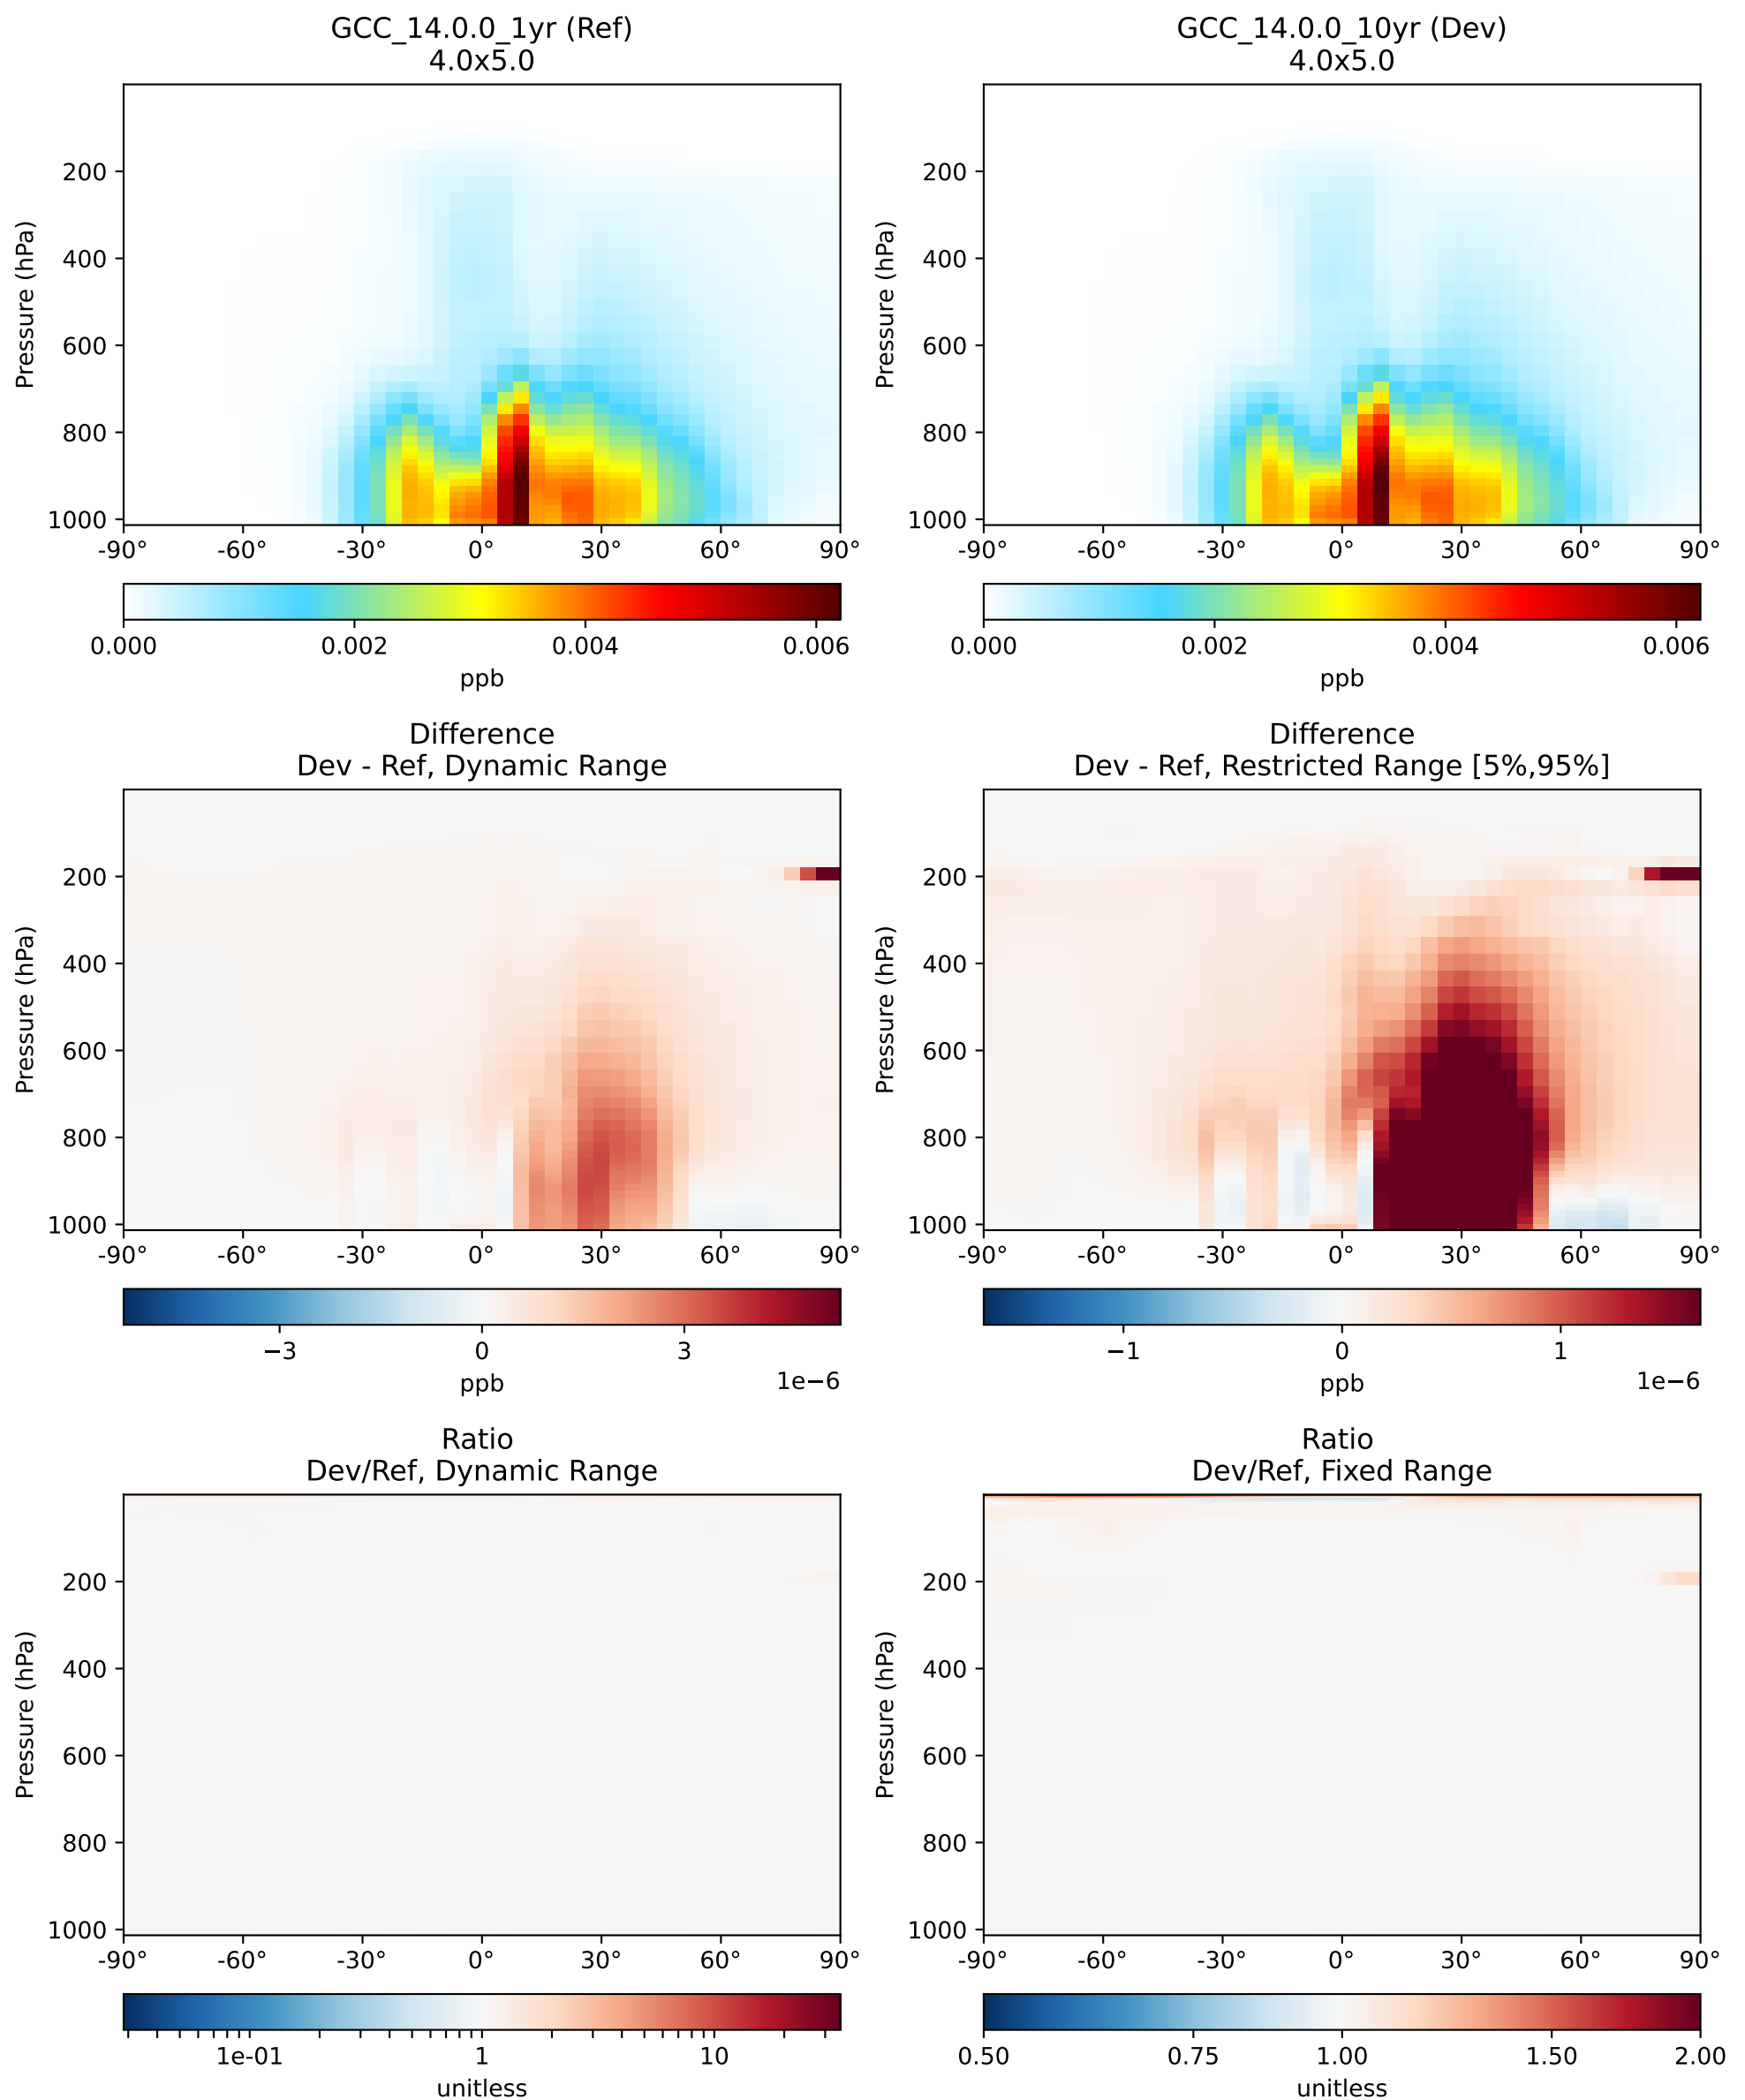 GCC_14.0.0_1yr (Ref)
4.0x5.0
Pressure (hPa)
200
400
600
800
1000
-90° -60° -30° 0° 30° 60° 90°
0.000 0.002 0.004 0.006
ppb
GCC_14.0.0_10yr (Dev)
4.0x5.0
Pressure (hPa)
200
400
600
800
1000
-90° -60° -30° 0° 30° 60° 90°
0.000 0.002 0.004 0.006
ppb
Difference
Dev - Ref, Dynamic Range
Pressure (hPa)
200
400
600
800
1000
-90° -60° -30° 0° 30° 60° 90°
−3 0 3
1e−6
ppb
Difference
Dev - Ref, Restricted Range [5%,95%]
Pressure (hPa)
200
400
600
800
1000
-90° -60° -30° 0° 30° 60° 90°
−1 0 1
1e−6
ppb
Ratio
Dev/Ref, Dynamic Range
Pressure (hPa)
200
400
600
800
1000
-90° -60° -30° 0° 30° 60° 90°
1e-01 1 10
unitless
Ratio
Dev/Ref, Fixed Range
Pressure (hPa)
200
400
600
800
1000
-90° -60° -30° 0° 30° 60° 90°
0.50 0.75 1.00 1.50 2.00
unitless